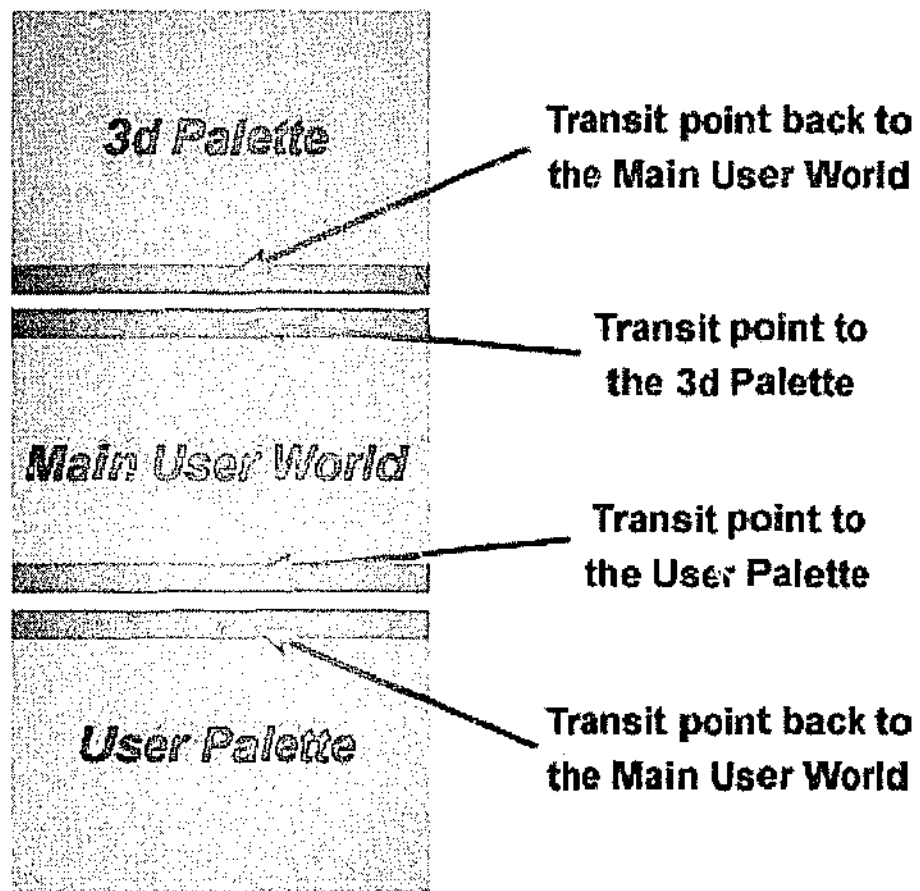 3d Palette
Transit point back to
the Main User World
Transit point to
the 3d Palette
Main User World
Transit point to
the User Palette
User Palette
Transit point back to
the Main User World